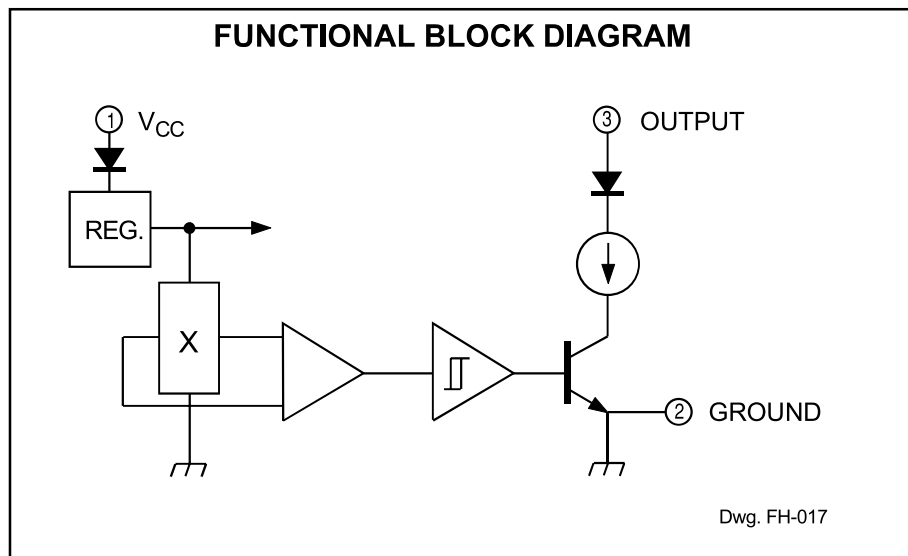 FUNCTIONAL BLOCK DIAGRAM
1 VCC
3 OUTPUT
REG.
X
2 GROUND
Dwg. FH-017